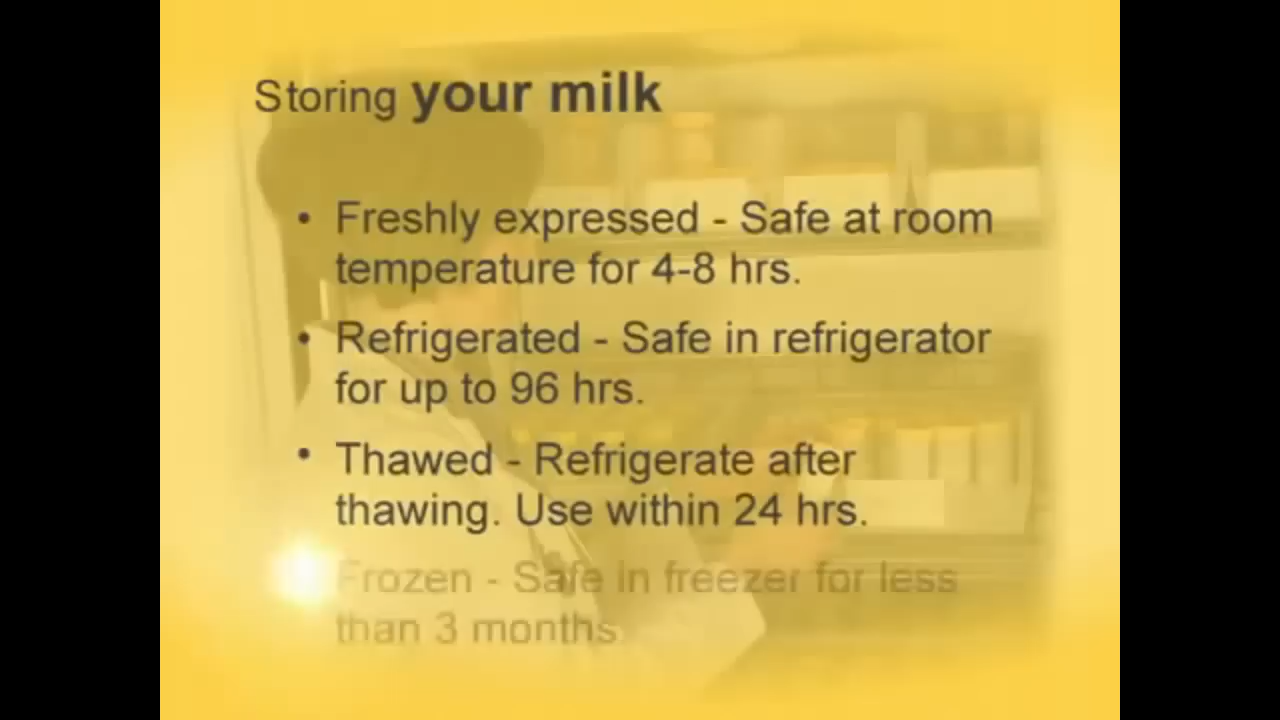 Storing your milk
• Freshly expressed - Safe at room
temperature for 4-8 hrs.
• Refrigerated - Safe in refrigerator
for up to 96 hrs.
• Thawed - Refrigerate after
thawing. Use within 24 hrs.
Frozen - Safe in freezer for less
than 3 months.